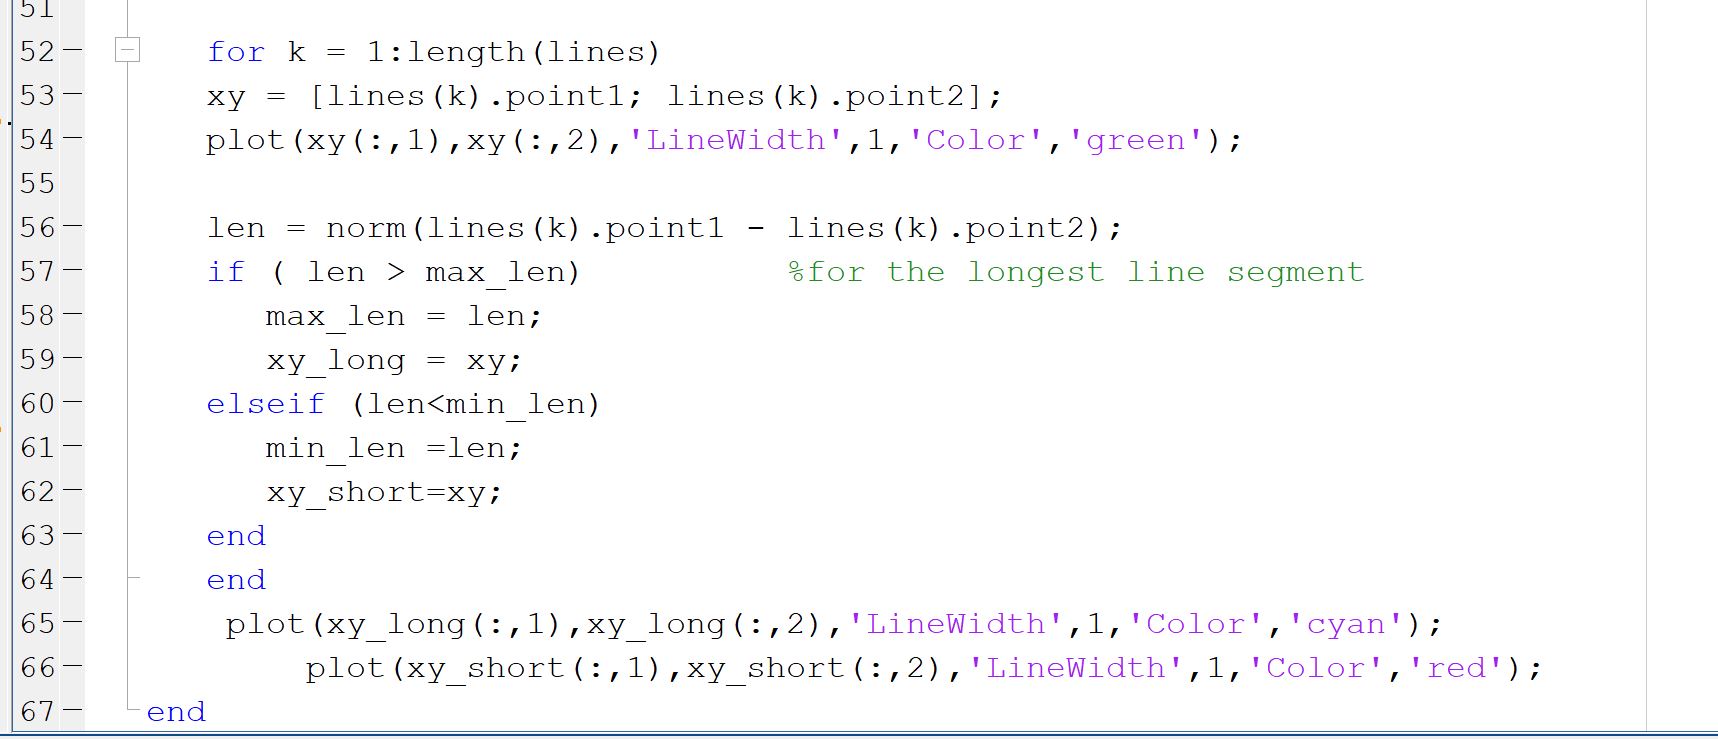 51
52 for k = 1:length(lines)
53 xy = [lines(k).point1; lines(k).point2];
54 plot(xy(:,1),xy(:,2),'LineWidth',1,'Color','green');
55
56 len = norm(lines(k).point1 - lines(k).point2);
57 if ( len > max_len) %for the longest line segment
58 max_len = len;
59 xy_long = xy;
60 elseif (len<min_len)
61 min_len =len;
62 xy_short=xy;
63 end
64 end
65 plot(xy_long(:,1),xy_long(:,2),'LineWidth',1,'Color','cyan');
66 plot(xy_short(:,1),xy_short(:,2),'LineWidth',1,'Color','red');
67 end